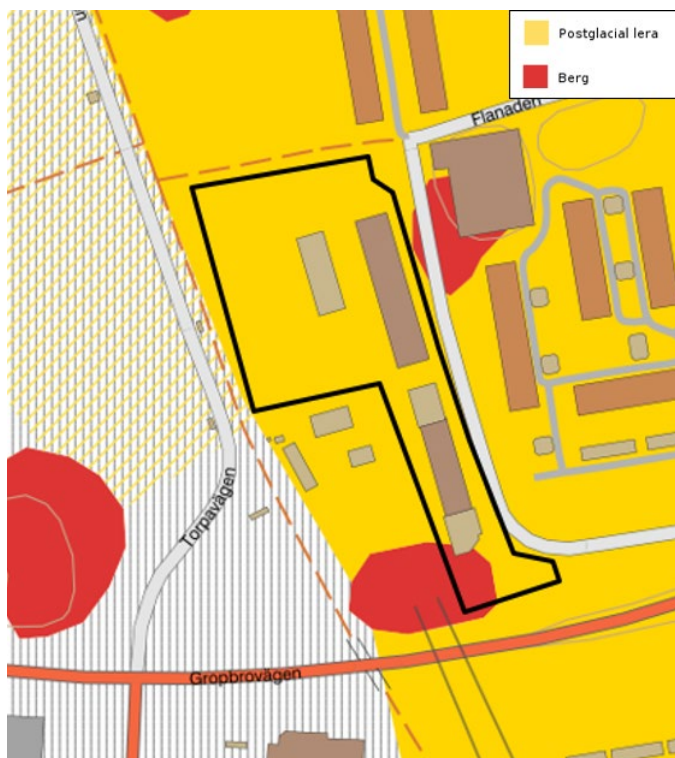 Postglacial lera
Berg
Flanaden
Torpavägen
Gropbrovägen